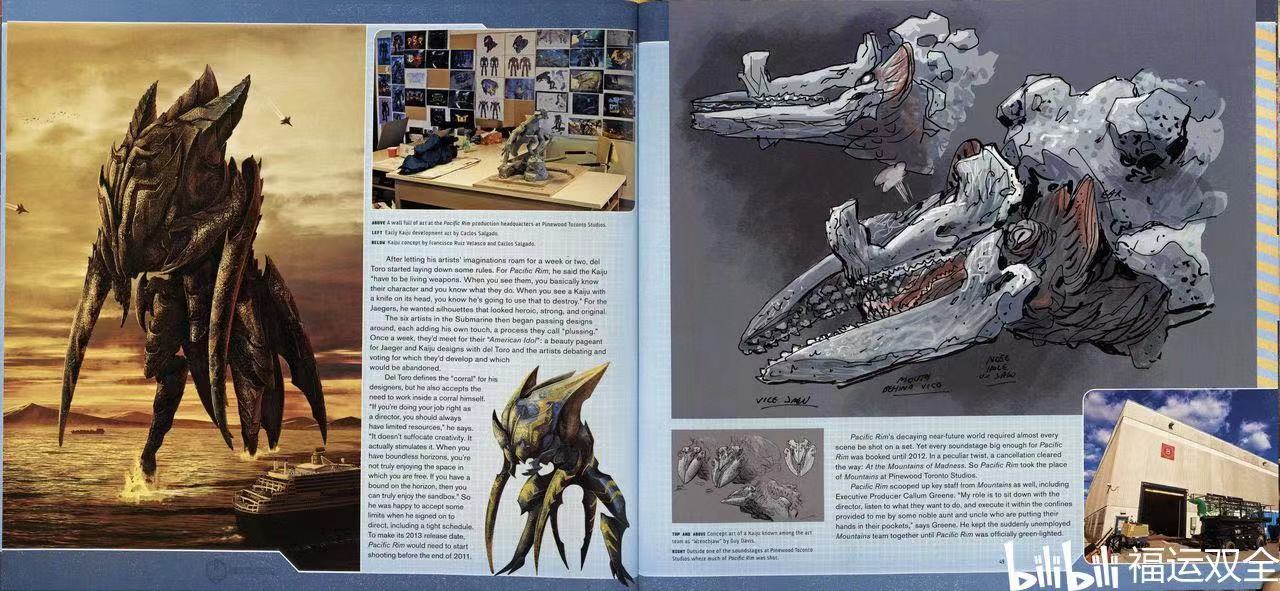 ABOVE A wall full of art at the Pacific Rim production headquarters at Pinewood Toronto Studios.
LEFT Early Kaiju development art by Carlos Salgado.
BELOW Kaiju concept by Francisco Ruiz Velasco and Carlos Salgado.
After letting his artists' imaginations roam for a week or two, del
Toro started laying down some rules. For Pacific Rim, he said the Kaiju
"have to be living weapons. When you see them, you basically know
their character and you know what they do. When you see a Kaiju with
a knife on its head, you know he's going to use that to destroy." For the
Jaegers, he wanted silhouettes that looked heroic, strong, and original.
The six artists in the Submarine then began passing designs
around, each adding his own touch, a process they call "plussing."
Once a week, they'd meet for their "American Idol": a beauty pageant
for Jaeger and Kaiju designs with del Toro and the artists debating and
voting for which they'd develop and which
would be abandoned.
Del Toro defines the "corral" for his
designers, but he also accepts the
need to work inside a corral himself.
"If you're doing your job right as
a director, you should always
have limited resources," he says.
"It doesn't suffocate creativity. It
actually stimulates it. When you
have boundless horizons, you're
not truly enjoying the space in
which you are free. If you have a
bound on the horizon, then you
can truly enjoy the sandbox." So
he was happy to accept some
limits when he signed on to
direct, including a tight schedule.
To make its 2013 release date,
Pacific Rim would need to start
shooting before the end of 2011.
EAR
NOSE
HOLE
MOUTH
BEHIND VICE
VICE JAW
TOP AND ABOVE Concept art of a Kaiju known among the art
team as "Wrenchjaw" by Guy Davis.
RIGHT Outside one of the soundstages at Pinewood Toronto
Studios where much of Pacific Rim was shot.
Pacific Rim's decaying near-future world required almost every
scene be shot on a set. Yet every soundstage big enough for Pacific
Rim was booked until 2012. In a peculiar twist, a cancellation cleared
the way: At the Mountains of Madness. So Pacific Rim took the place
of Mountains at Pinewood Toronto Studios.
Pacific Rim scooped up key staff from Mountains as well, including
Executive Producer Callum Greene. "My role is to sit down with the
director, listen to what they want to do, and execute it within the confines
provided to me by some noble aunt and uncle who are putting their
hands in their pockets," says Greene. He kept the suddenly unemployed
Mountains team together until Pacific Rim was officially green-lighted.
49
bilibili 福运双全